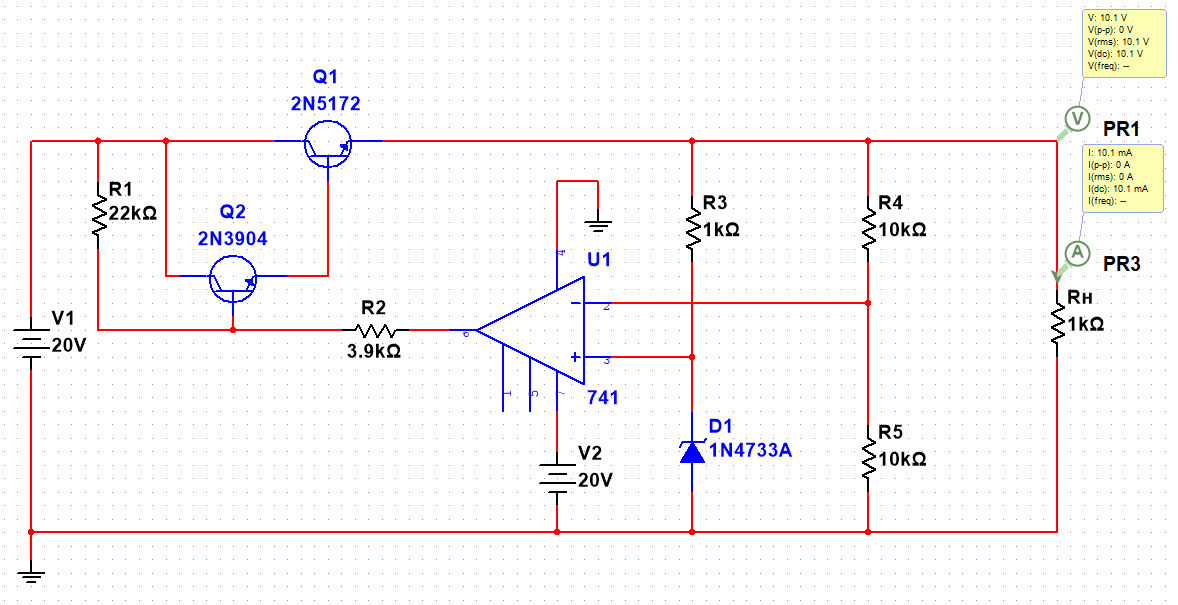 V: 10.1 V
V(p-p): 0 V
V(rms): 10.1 V
V(dc): 10.1 V
V(freq): --
V
PR1
I: 10.1 mA
I(p-p): 0 A
I(rms): 0 A
I(dc): 10.1 mA
I(freq): --
A
PR3
Q1
2N5172
R1
22kΩ
Q2
2N3904
R3
1kΩ
R4
10kΩ
4
U1
RH
1kΩ
V1
20V
R2
3.9kΩ
6
−
2
+
3
1
5
7
741
D1
1N4733A
R5
10kΩ
V2
20V